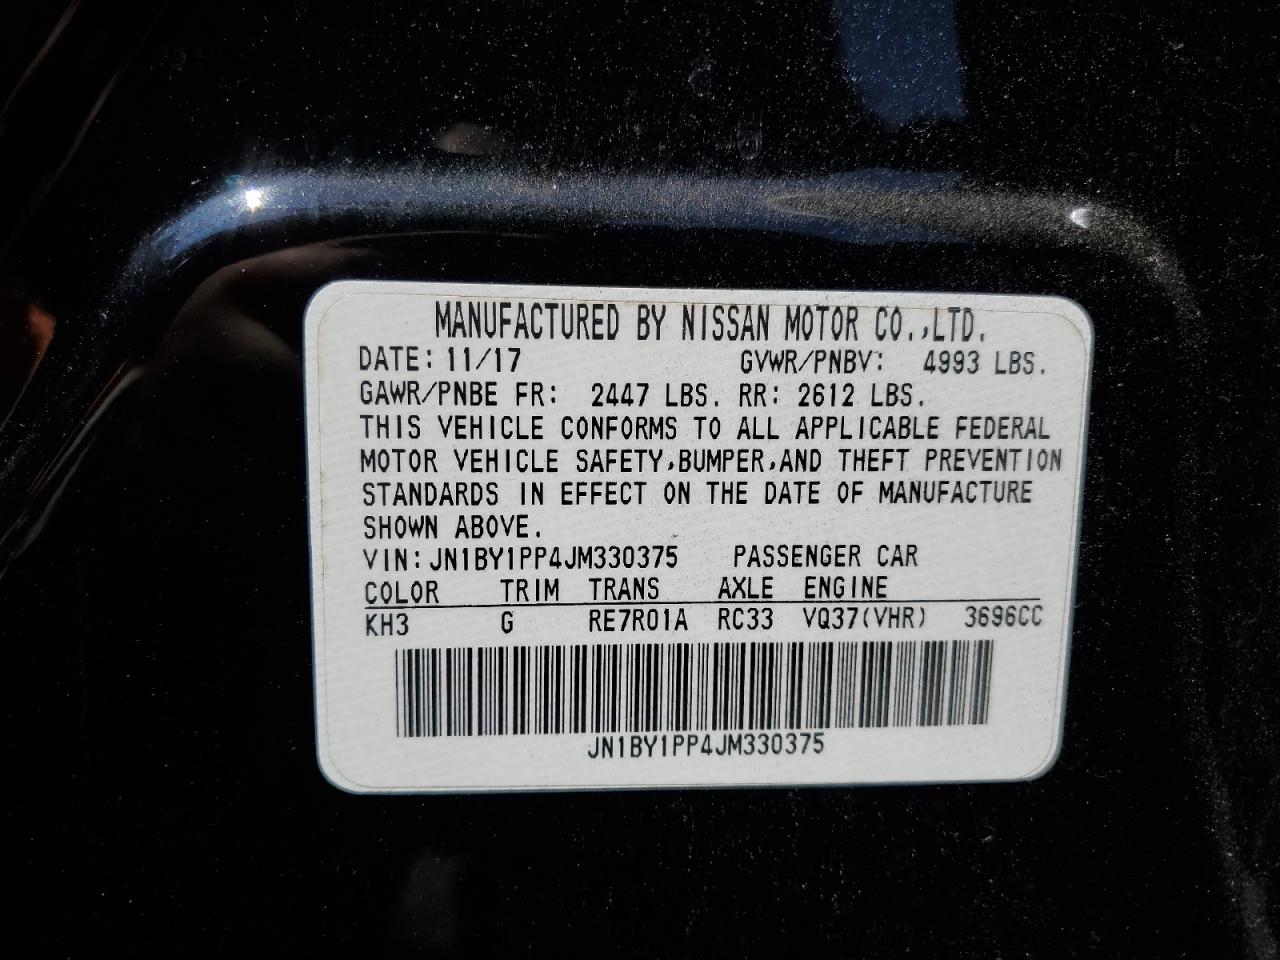 MANUFACTURED BY NISSAN MOTOR CO.,LTD.
DATE: 11/17 GVWR/PNBV: 4993 LBS.
GAWR/PNBE FR: 2447 LBS. RR: 2612 LBS.
THIS VEHICLE CONFORMS TO ALL APPLICABLE FEDERAL
MOTOR VEHICLE SAFETY,BUMPER,AND THEFT PREVENTION
STANDARDS IN EFFECT ON THE DATE OF MANUFACTURE
SHOWN ABOVE.
VIN:JN1BY1PP4JM330375 PASSENGER CAR
COLOR TRIM TRANS AXLE ENGINE
KH3 G RE7R01A RC33 VQ37(VHR) 3696CC
JN1BY1PP4JM330375